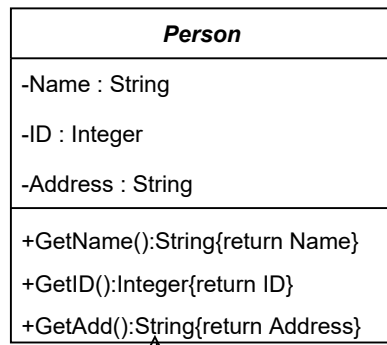 Person
-Name : String
-ID : Integer
-Address : String
+GetName():String{return Name}
+GetID():Integer{return ID}
+GetAdd():String{return Address}